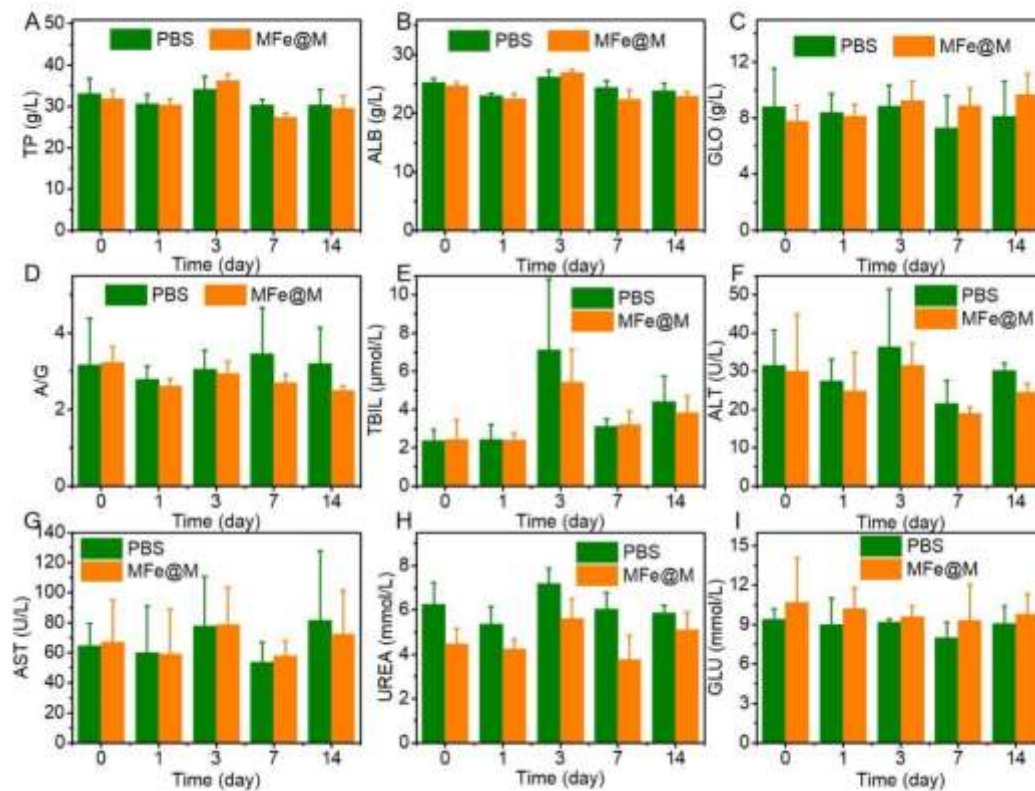 A
PBS MFe@M
TP (g/L)
50
40
30
20
10
0
0 1 3 7 14
Time (day)
B
PBS MFe@M
ALB (g/L)
30
20
10
0
0 1 3 7 14
Time (day)
C
PBS MFe@M
GLO (g/L)
12
8
4
0
0 1 3 7 14
Time (day)
D
PBS MFe@M
A/G
4
2
0
0 1 3 7 14
Time (day)
E
PBS
MFe@M
TBIL (μmol/L)
10
8
6
4
2
0
0 1 3 7 14
Time (day)
F
PBS
MFe@M
ALT (U/L)
50
40
30
20
10
0
0 1 3 7 14
Time (day)
G
PBS
MFe@M
AST (U/L)
140
120
100
80
60
40
20
0
0 1 3 7 14
Time (day)
H
PBS
MFe@M
UREA (mmol/L)
8
6
4
2
0
0 1 3 7 14
Time (day)
I
PBS
MFe@M
GLU (mmol/L)
15
12
9
6
3
0
0 1 3 7 14
Time (day)